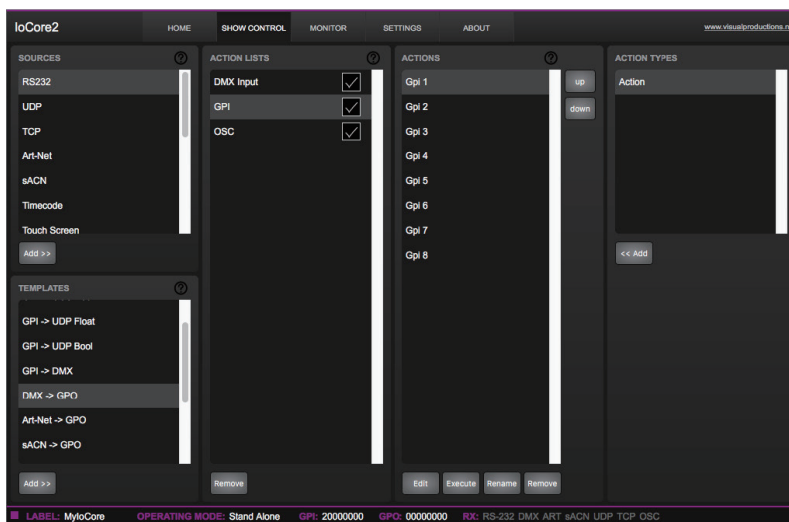 IoCore2
HOME
SHOW CONTROL
MONITOR
SETTINGS
ABOUT
www.visualproductions.n
SOURCES ?
RS232
UDP
TCP
Art-Net
sACN
Timecode
Touch Screen
Add >>
TEMPLATES ?
GPI -> UDP Float
GPI -> UDP Bool
GPI -> DMX
DMX -> GPO
Art-Net -> GPO
sACN -> GPO
Add >>
ACTION LISTS ?
DMX Input
GPI
OSC
Remove
ACTIONS ?
Gpi 1
Gpi 2
Gpi 3
Gpi 4
Gpi 5
Gpi 6
Gpi 7
Gpi 8
up
down
Edit Execute Rename Remove
ACTION TYPES
Action
<< Add
LABEL: MyIoCore OPERATING MODE: Stand Alone GPI: 20000000 GPO: 00000000 RX: RS-232 DMX ART sACN UDP TCP OSC